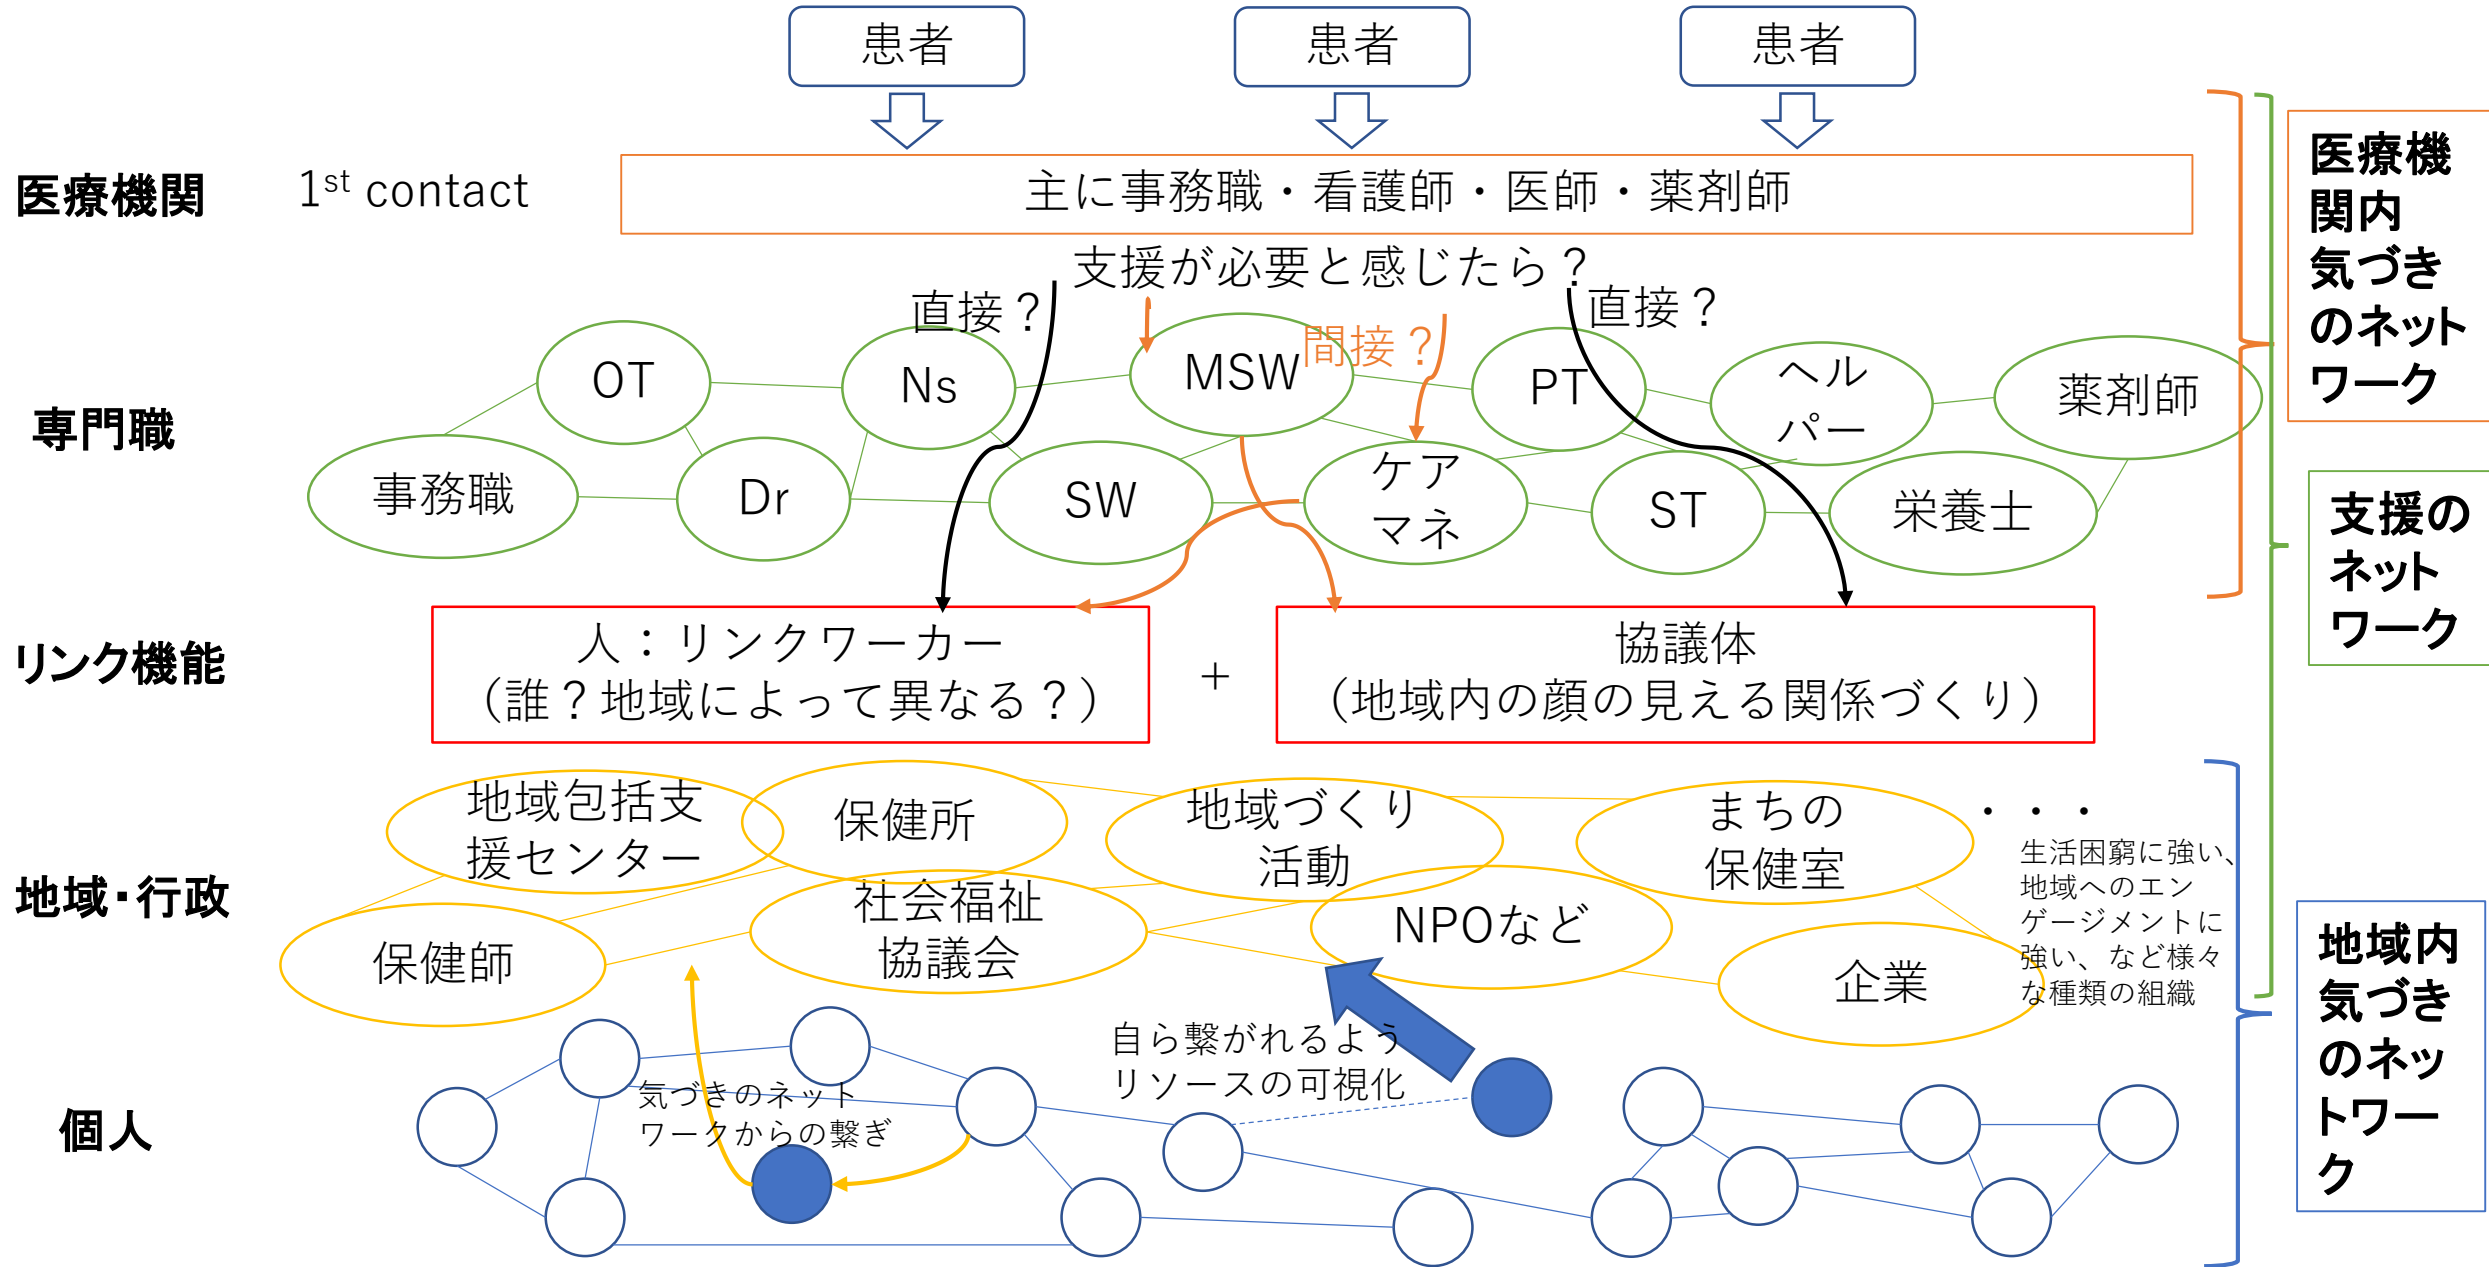 患者
患者
患者
医療機関
1st contact
主に事務職・看護師・医師・薬剤師
支援が必要と感じたら？
直接？
直接？
間接？
専門職
OT
Ns
MSW
PT
ヘル
パー
薬剤師
事務職
Dr
SW
ケア
マネ
ST
栄養士
リンク機能
人：リンクワーカー
（誰？地域によって異なる？）
＋
協議体
（地域内の顔の見える関係づくり）
地域・行政
地域包括支
援センター
保健所
地域づくり
活動
まちの
保健室
・・・
生活困窮に強い、
地域へのエン
ゲージメントに
強い、など様々
な種類の組織
保健師
社会福祉
協議会
NPOなど
企業
個人
気づきのネット
ワークからの繋ぎ
自ら繋がれるよう
リソースの可視化
医療機
関内
気づき
のネット
ワーク
支援の
ネット
ワーク
地域内
気づき
のネッ
トワー
ク